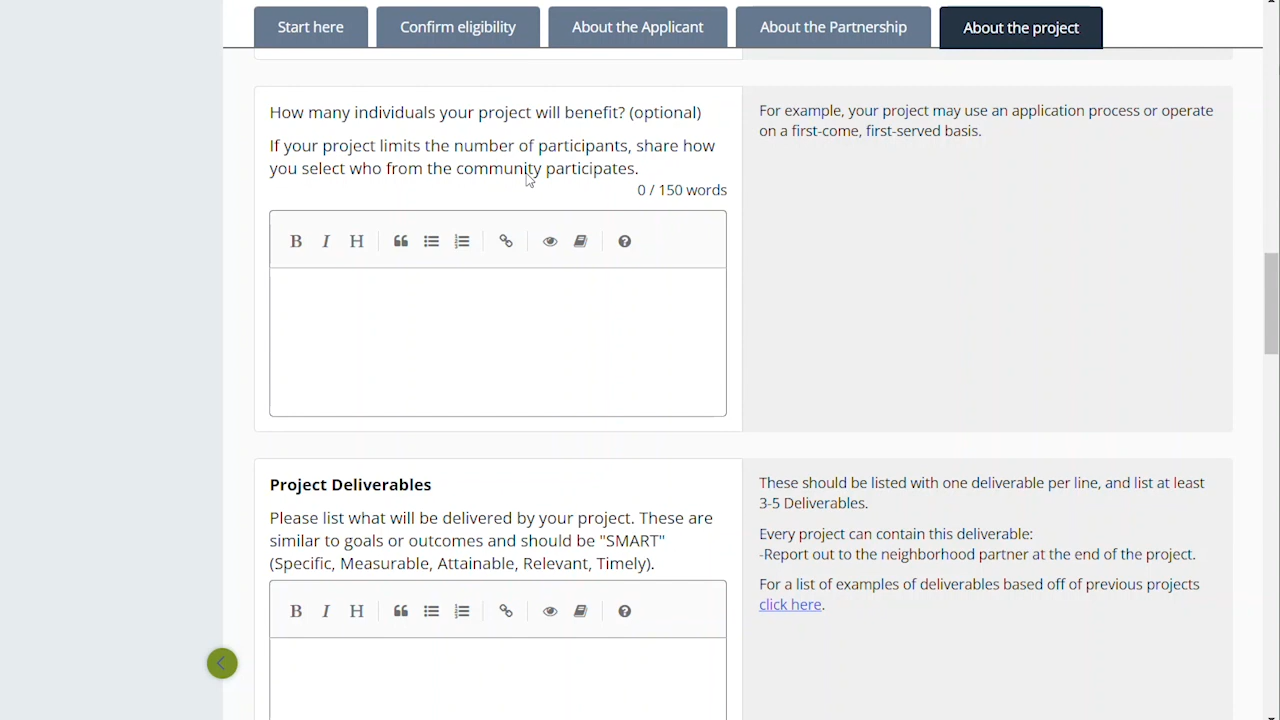 Start here
Confirm eligibility
About the Applicant
About the Partnership
About the project
How many individuals your project will benefit? (optional)
If your project limits the number of participants, share how
you select who from the community participates.
0 / 150 words
For example, your project may use an application process or operate
on a first-come, first-served basis.
B I H
Project Deliverables
Please list what will be delivered by your project. These are
similar to goals or outcomes and should be "SMART"
(Specific, Measurable, Attainable, Relevant, Timely).
B I H
These should be listed with one deliverable per line, and list at least
3-5 Deliverables.
Every project can contain this deliverable:
-Report out to the neighborhood partner at the end of the project.
For a list of examples of deliverables based off of previous projects
click here.